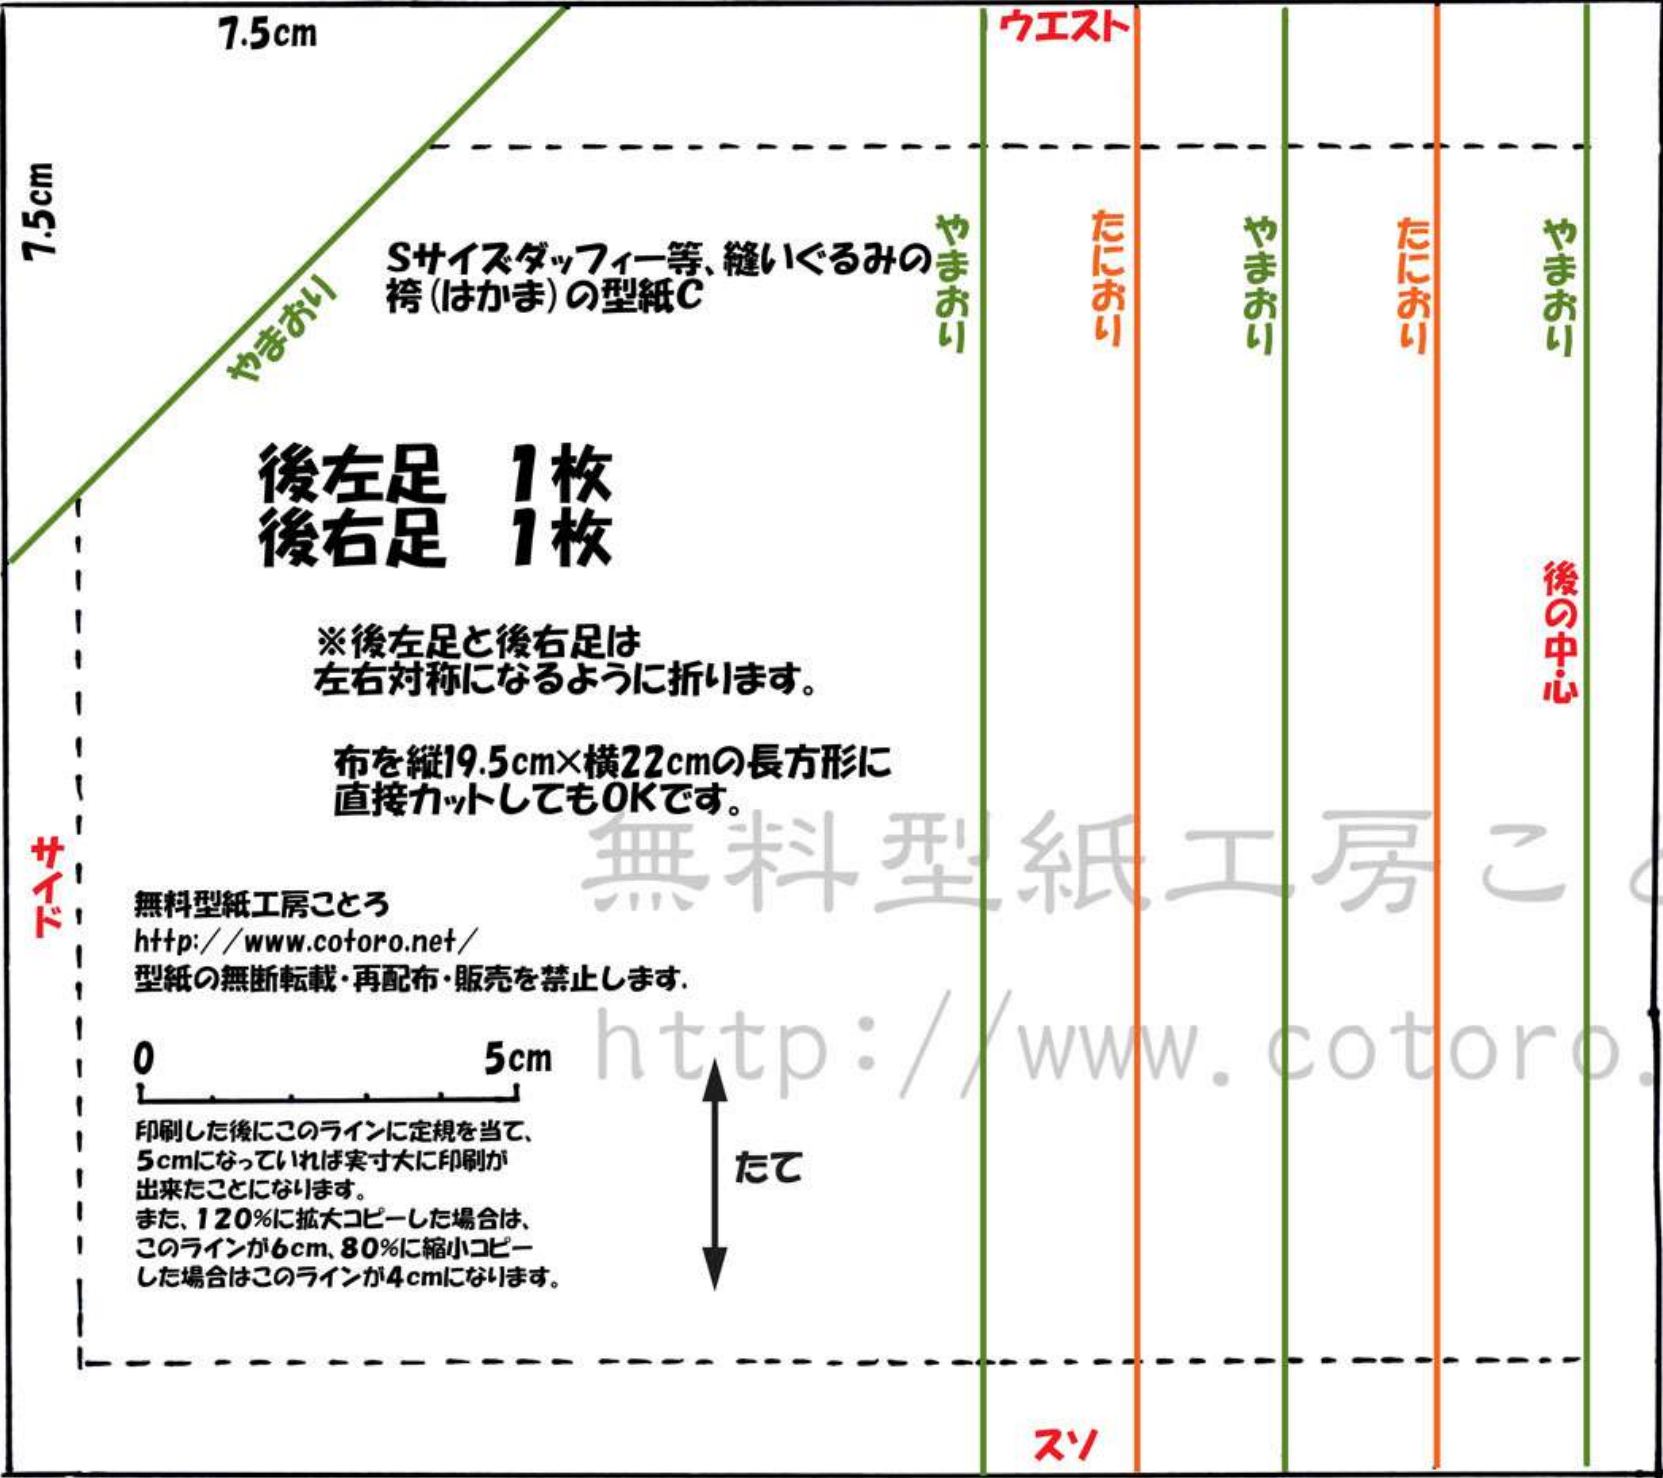 7.5cm
ウエスト
7.5cm
やまおり
Sサイズダッフィー等、縫いぐるみの
袴(はかま)の型紙C
やまおり
たにおり
やまおり
たにおり
やまおり
後左足 1枚
後右足 1枚
※後左足と後右足は
左右対称になるように折ります。
後の中心
布を縦19.5cm×横22cmの長方形に
直接カットしてもOKです。
サイド
無料型紙工房こ
無料型紙工房ことろ
http://www.cotoro.net/
型紙の無断転載・再配布・販売を禁止します.
http://www.cotoro.
0 5cm
印刷した後にこのラインに定規を当て、
5cmになっていれば実寸大に印刷が
出来たことになります。
また、120%に拡大コピーした場合は、
このラインが6cm、80%に縮小コピー
した場合はこのラインが4cmになります。
たて
スソ